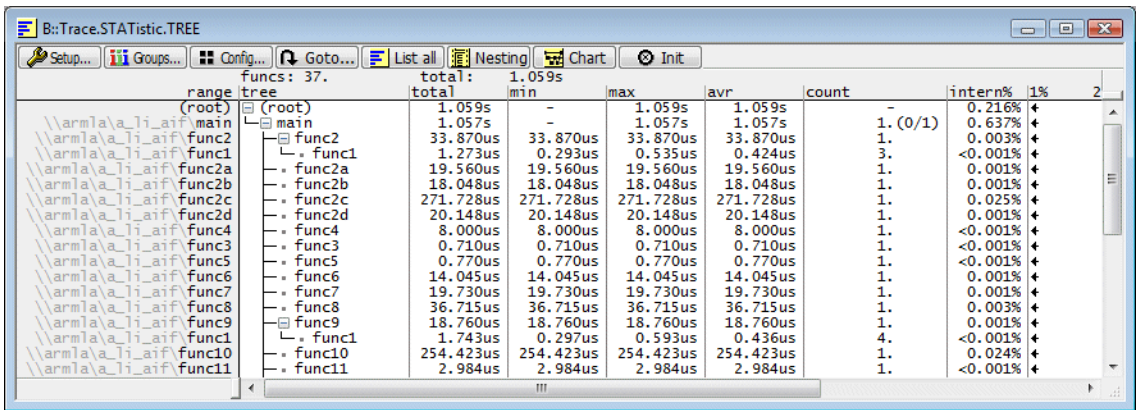 B::Trace.STATistic.TREE
Setup... Groups... Config... Goto... List all Nesting Chart Init
funcs: 37. total: 1.059s
range tree total min max avr count intern% 1% 2
(root) (root) 1.059s - 1.059s 1.059s - 0.216%
\\armla\a_li_aif\main main 1.057s - 1.057s 1.057s 1.(0/1) 0.637%
\\armla\a_li_aif\func2 func2 33.870us 33.870us 33.870us 33.870us 1. 0.003%
\\armla\a_li_aif\func1 func1 1.273us 0.293us 0.535us 0.424us 3. <0.001%
\\armla\a_li_aif\func2a func2a 19.560us 19.560us 19.560us 19.560us 1. 0.001%
\\armla\a_li_aif\func2b func2b 18.048us 18.048us 18.048us 18.048us 1. 0.001%
\\armla\a_li_aif\func2c func2c 271.728us 271.728us 271.728us 271.728us 1. 0.025%
\\armla\a_li_aif\func2d func2d 20.148us 20.148us 20.148us 20.148us 1. 0.001%
\\armla\a_li_aif\func4 func4 8.000us 8.000us 8.000us 8.000us 1. <0.001%
\\armla\a_li_aif\func3 func3 0.710us 0.710us 0.710us 0.710us 1. <0.001%
\\armla\a_li_aif\func5 func5 0.770us 0.770us 0.770us 0.770us 1. <0.001%
\\armla\a_li_aif\func6 func6 14.045us 14.045us 14.045us 14.045us 1. 0.001%
\\armla\a_li_aif\func7 func7 19.730us 19.730us 19.730us 19.730us 1. 0.001%
\\armla\a_li_aif\func8 func8 36.715us 36.715us 36.715us 36.715us 1. 0.003%
\\armla\a_li_aif\func9 func9 18.760us 18.760us 18.760us 18.760us 1. 0.001%
\\armla\a_li_aif\func1 func1 1.743us 0.297us 0.593us 0.436us 4. <0.001%
\\armla\a_li_aif\func10 func10 254.423us 254.423us 254.423us 254.423us 1. 0.024%
\\armla\a_li_aif\func11 func11 2.984us 2.984us 2.984us 2.984us 1. <0.001%